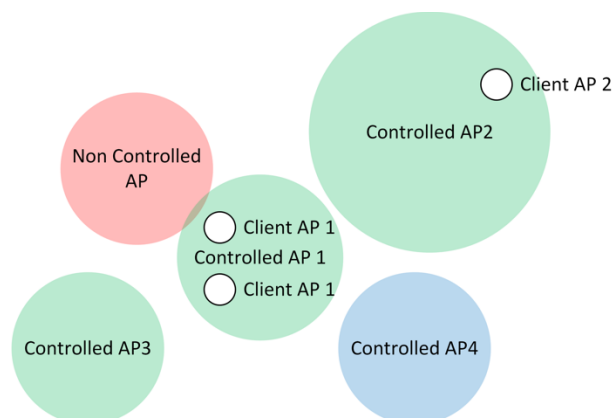 Client AP 2
Controlled AP2
Non Controlled
AP
Client AP 1
Controlled AP 1
Client AP 1
Controlled AP3
Controlled AP4